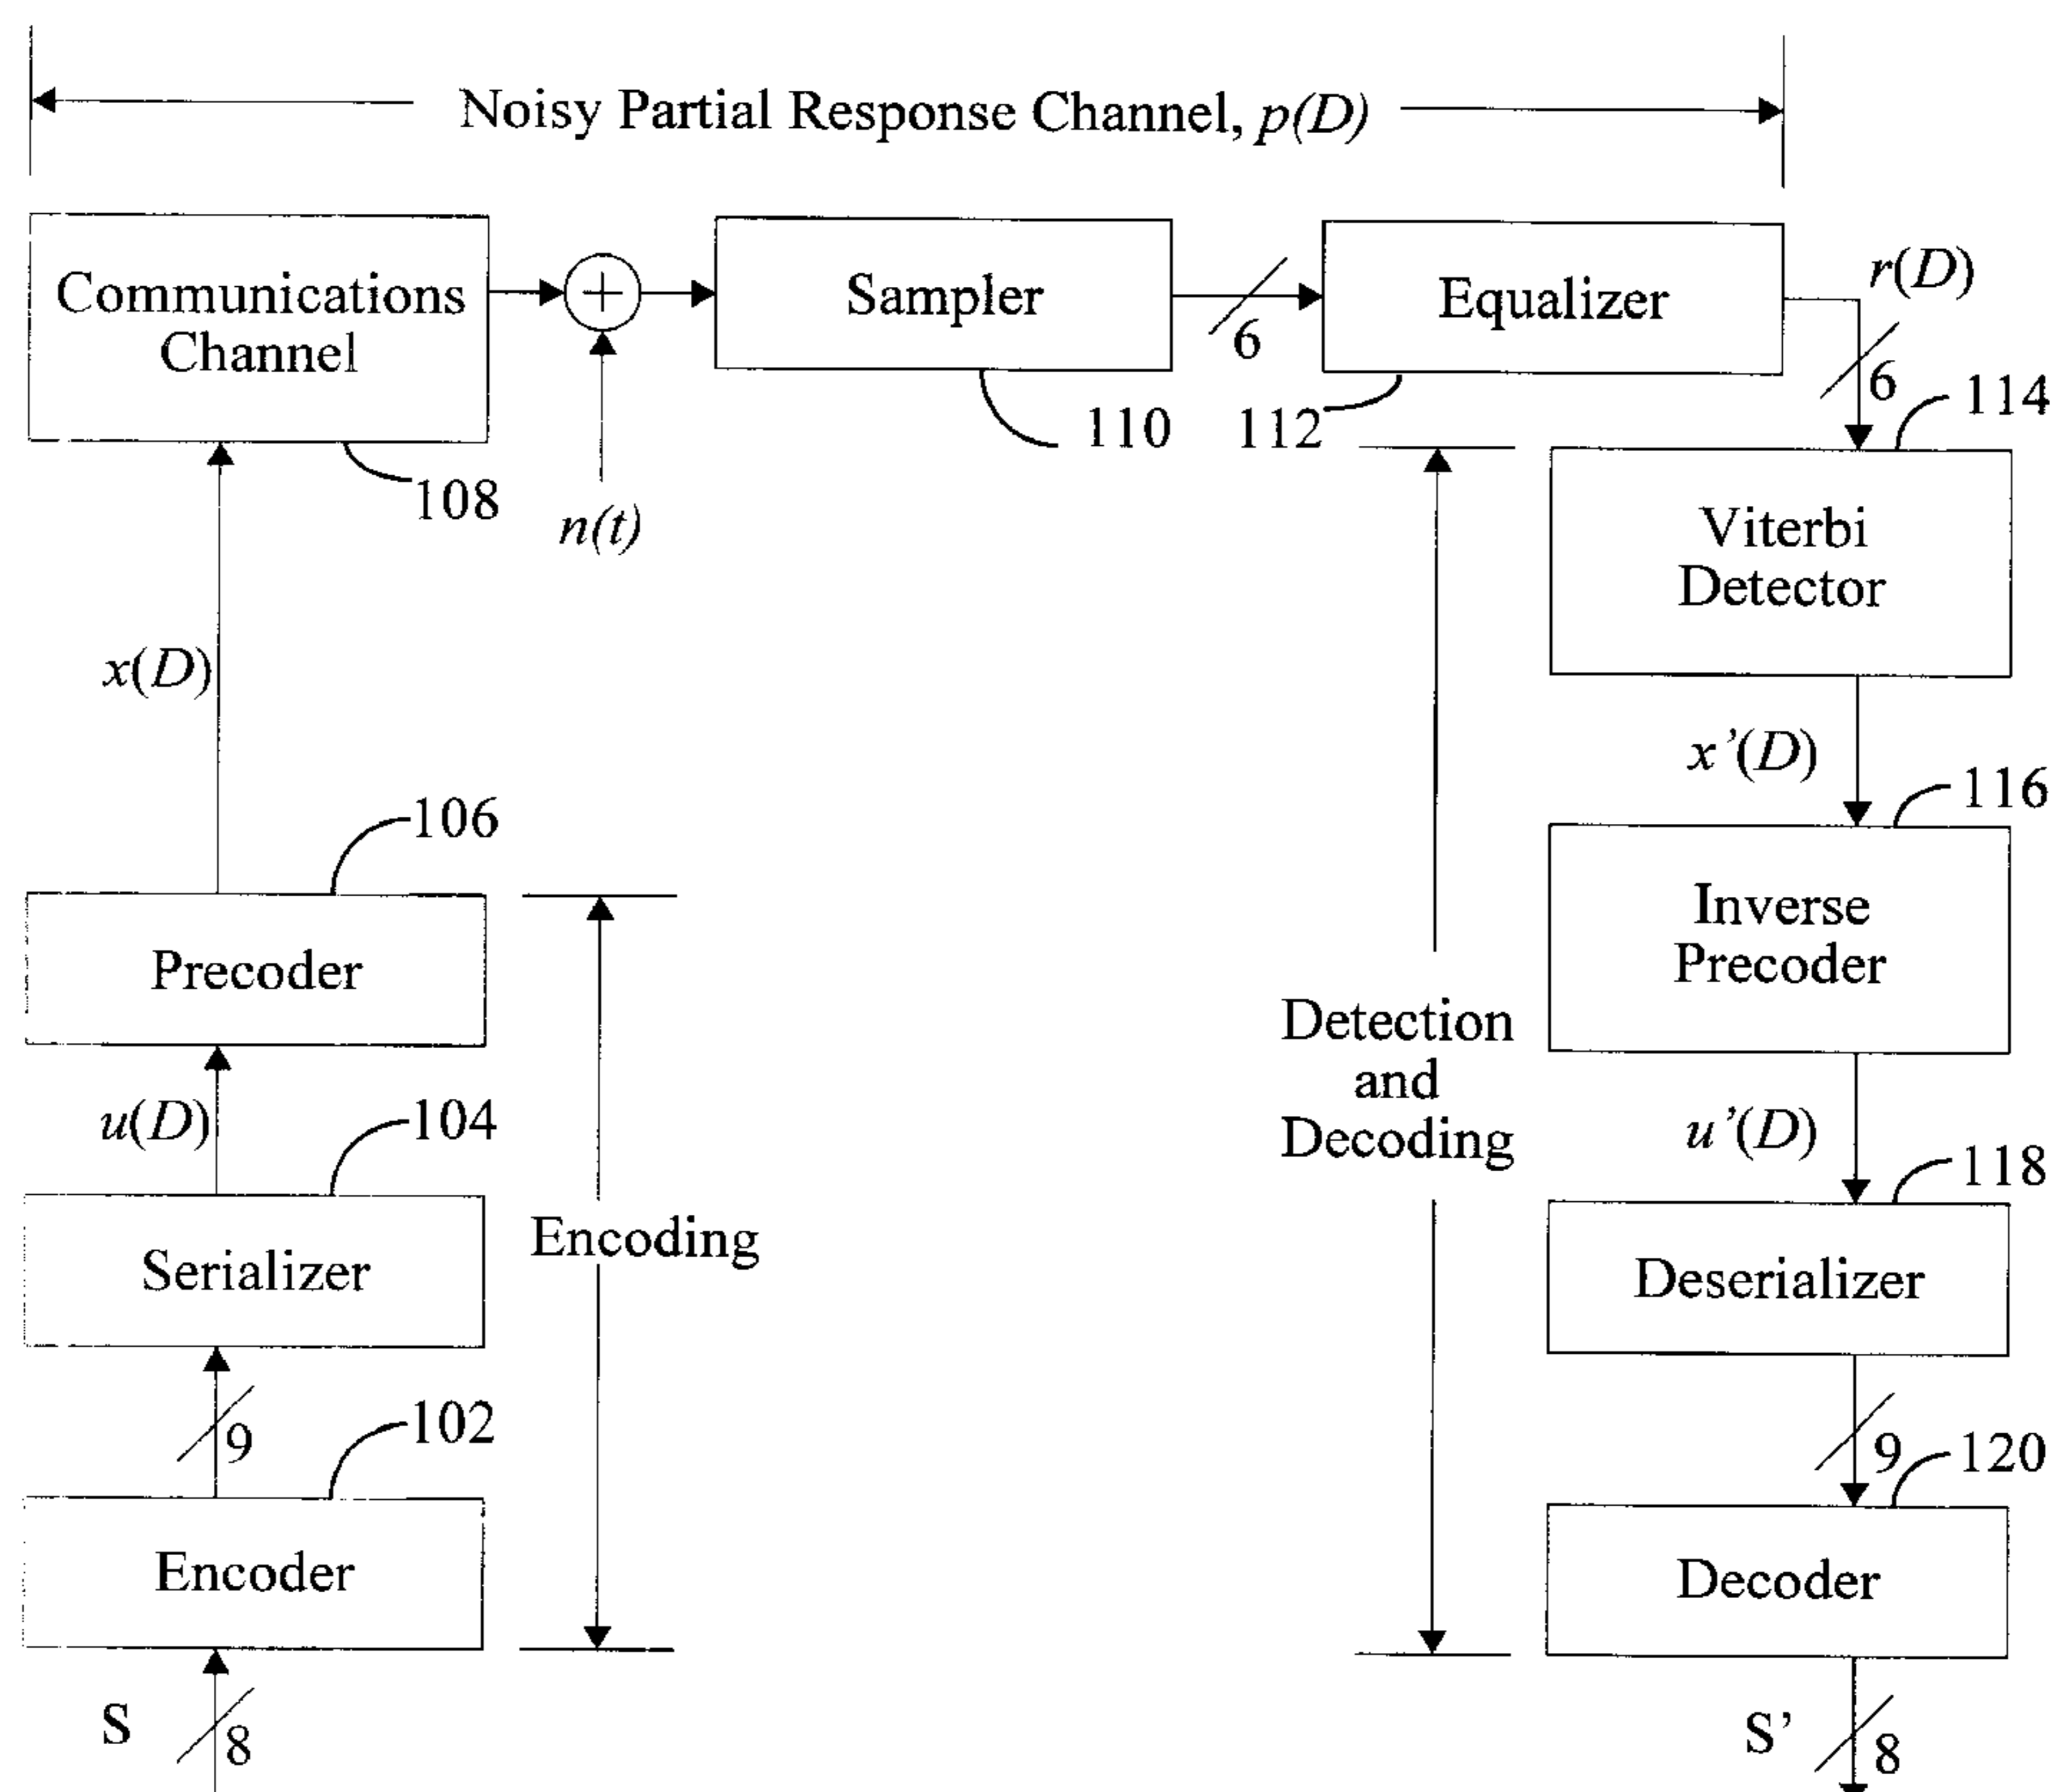 Noisy Partial Response Channel, p(D)
Communications
Channel
+
Sampler
6
Equalizer
r(D)
6
108
n(t)
110
112
114
Viterbi
Detector
x(D)
x’(D)
106
116
Precoder
Inverse
Precoder
Detection
and
Decoding
u(D)
104
u’(D)
118
Serializer
Encoding
Deserializer
9
102
9
120
Encoder
Decoder
S
8
S’
8